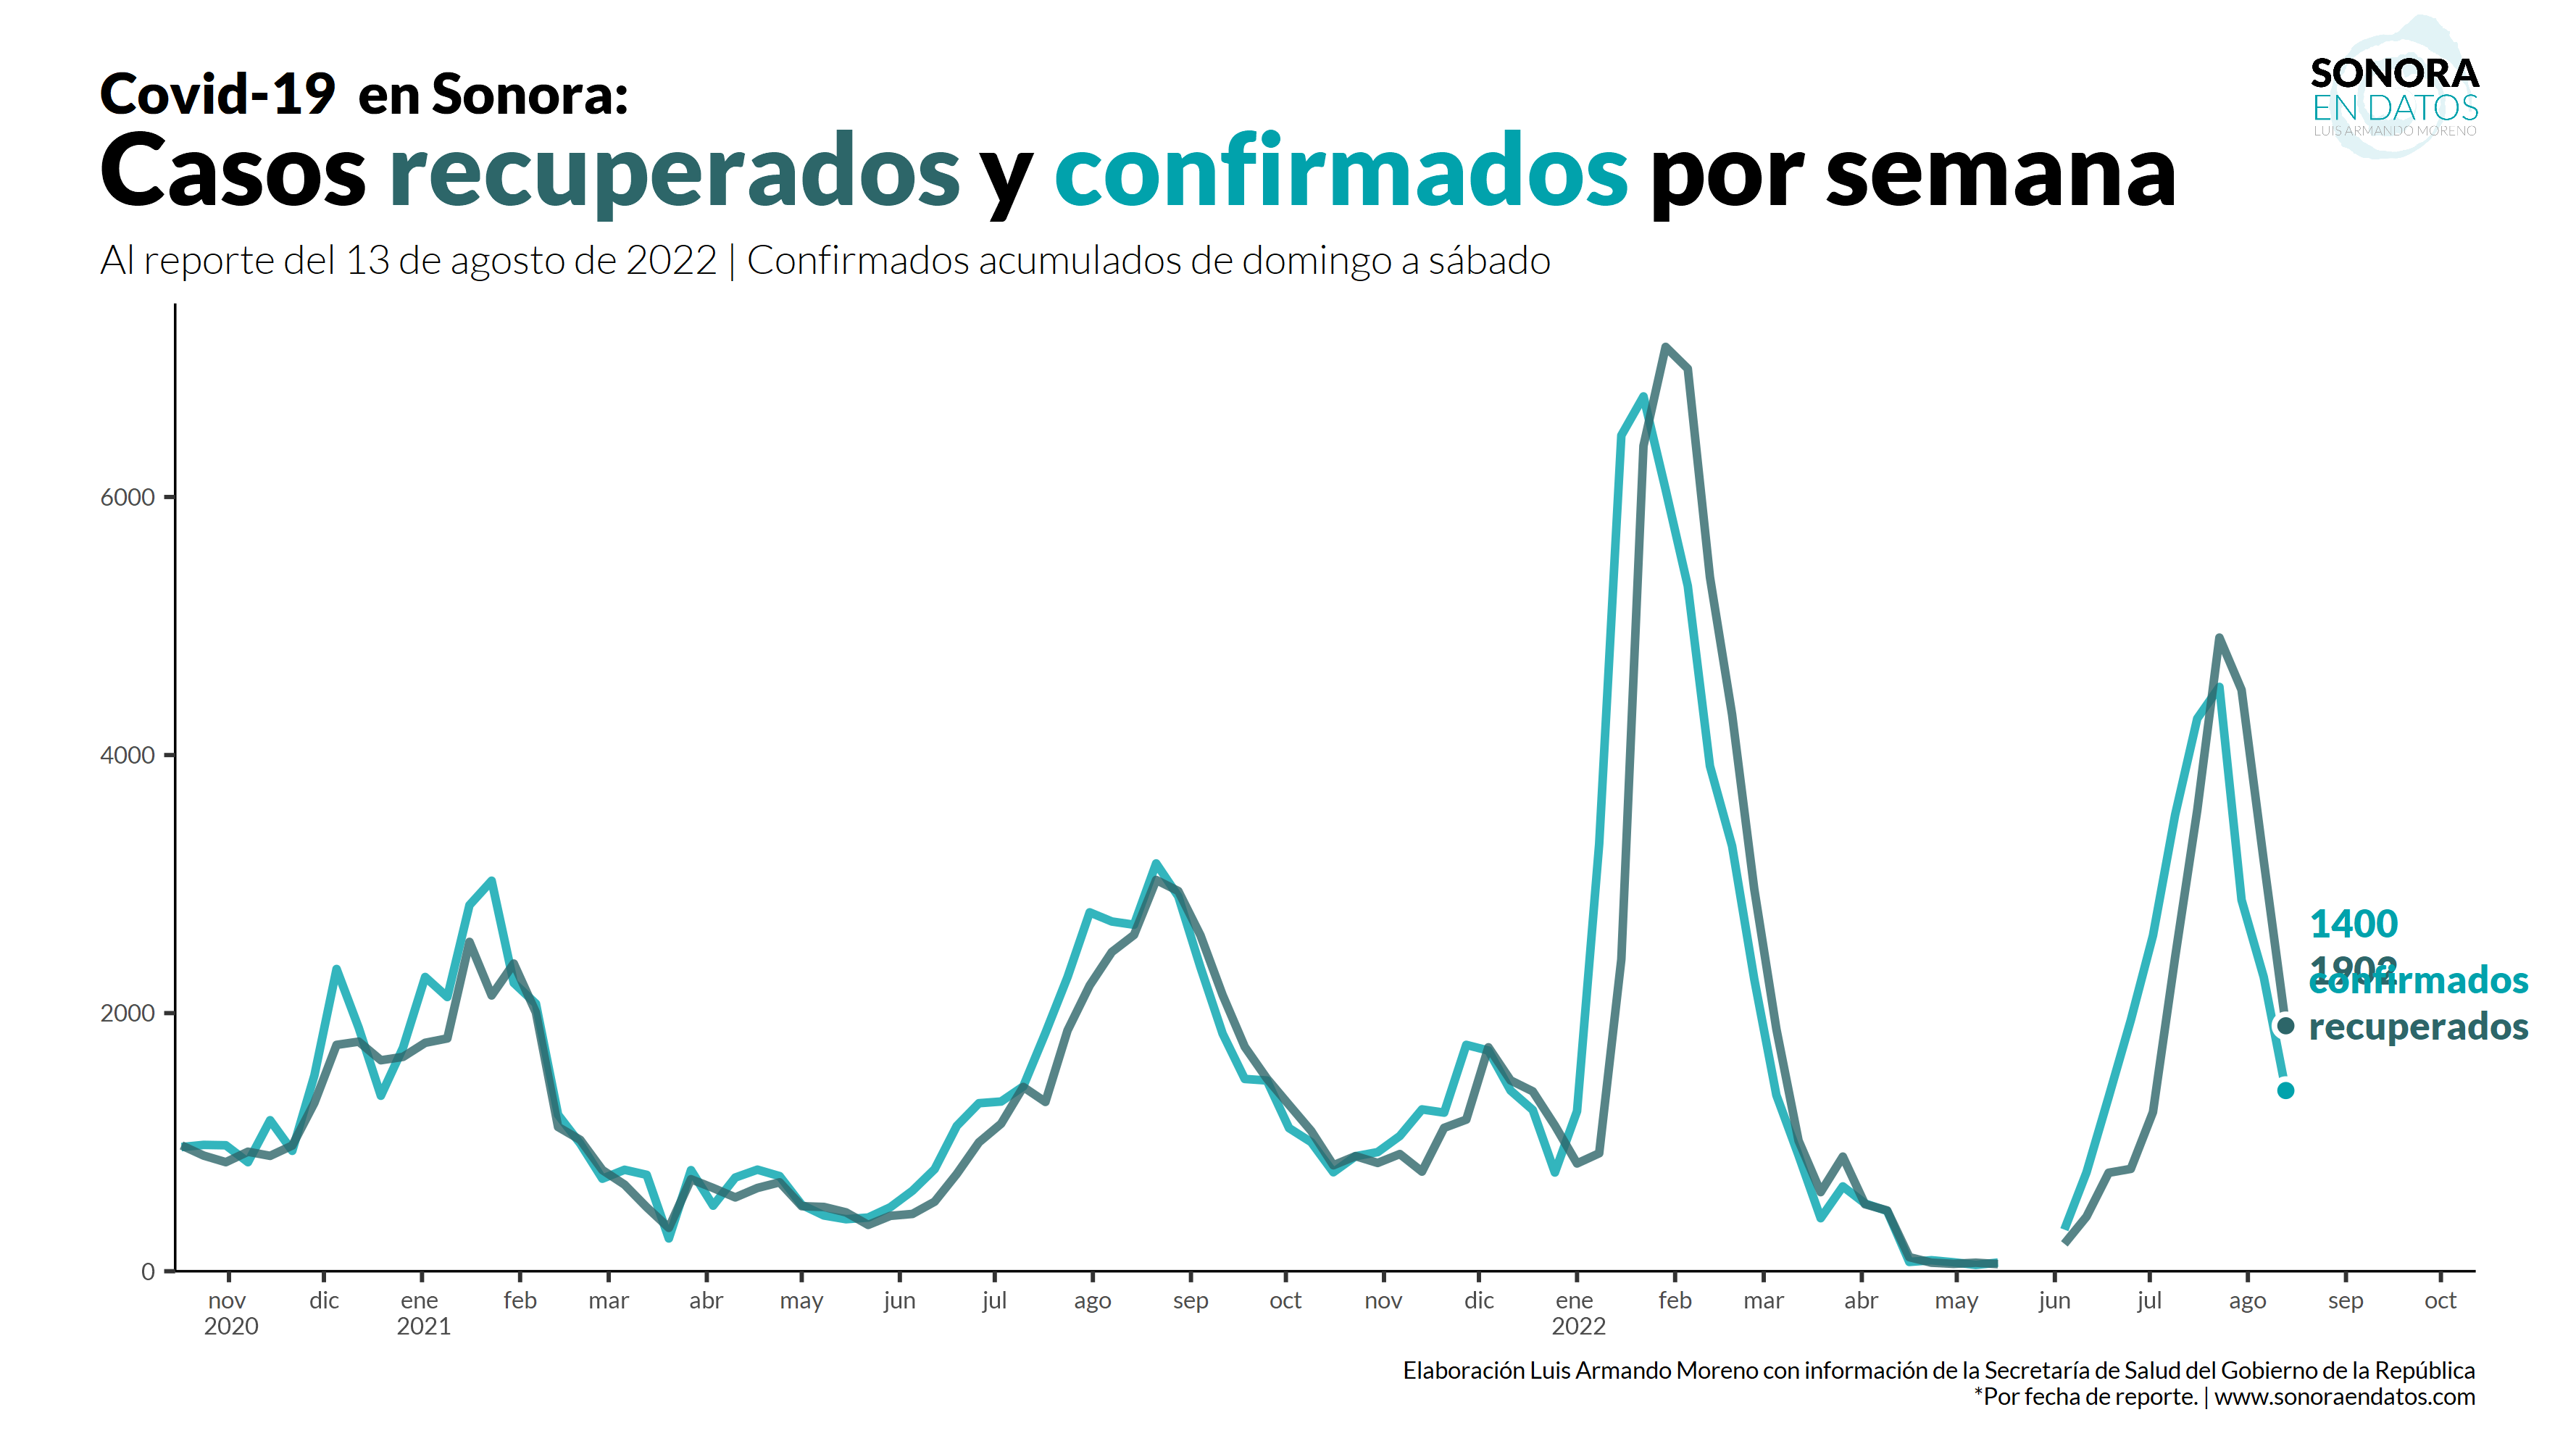 Covid-19 en Sonora:
Casos recuperados y confirmados por semana
Al reporte del 13 de agosto de 2022 | Confirmados acumulados de domingo a sábado
SONORA
EN DATOS
LUIS ARMANDO MORENO
6000
4000
2000
0
1400
1902
confirmados
recuperados
nov dic ene feb mar abr may jun jul ago sep oct nov dic ene feb mar abr may jun jul ago sep oct
2020 2021 2022
Elaboración Luis Armando Moreno con información de la Secretaría de Salud del Gobierno de la República
*Por fecha de reporte. | www.sonoraendatos.com